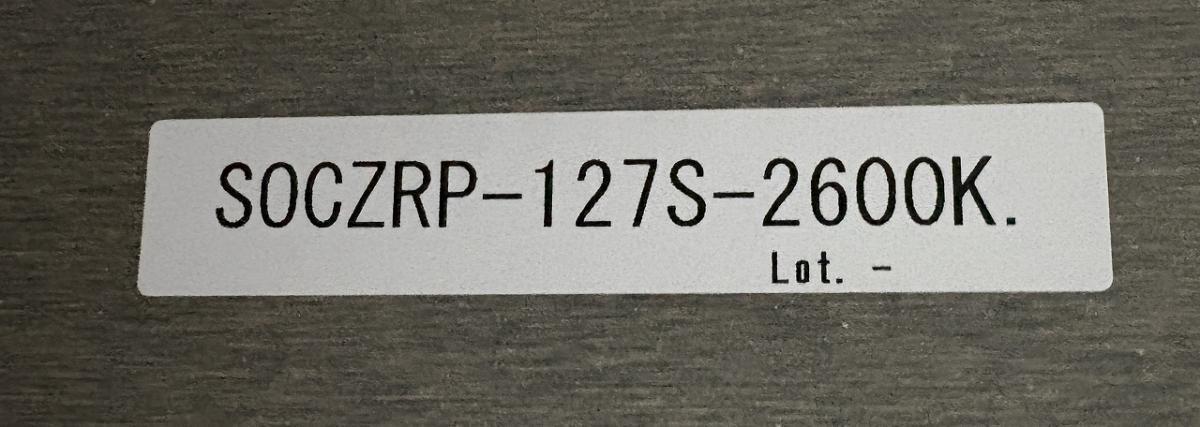 SOCZRP-127S-2600K.
Lot. -